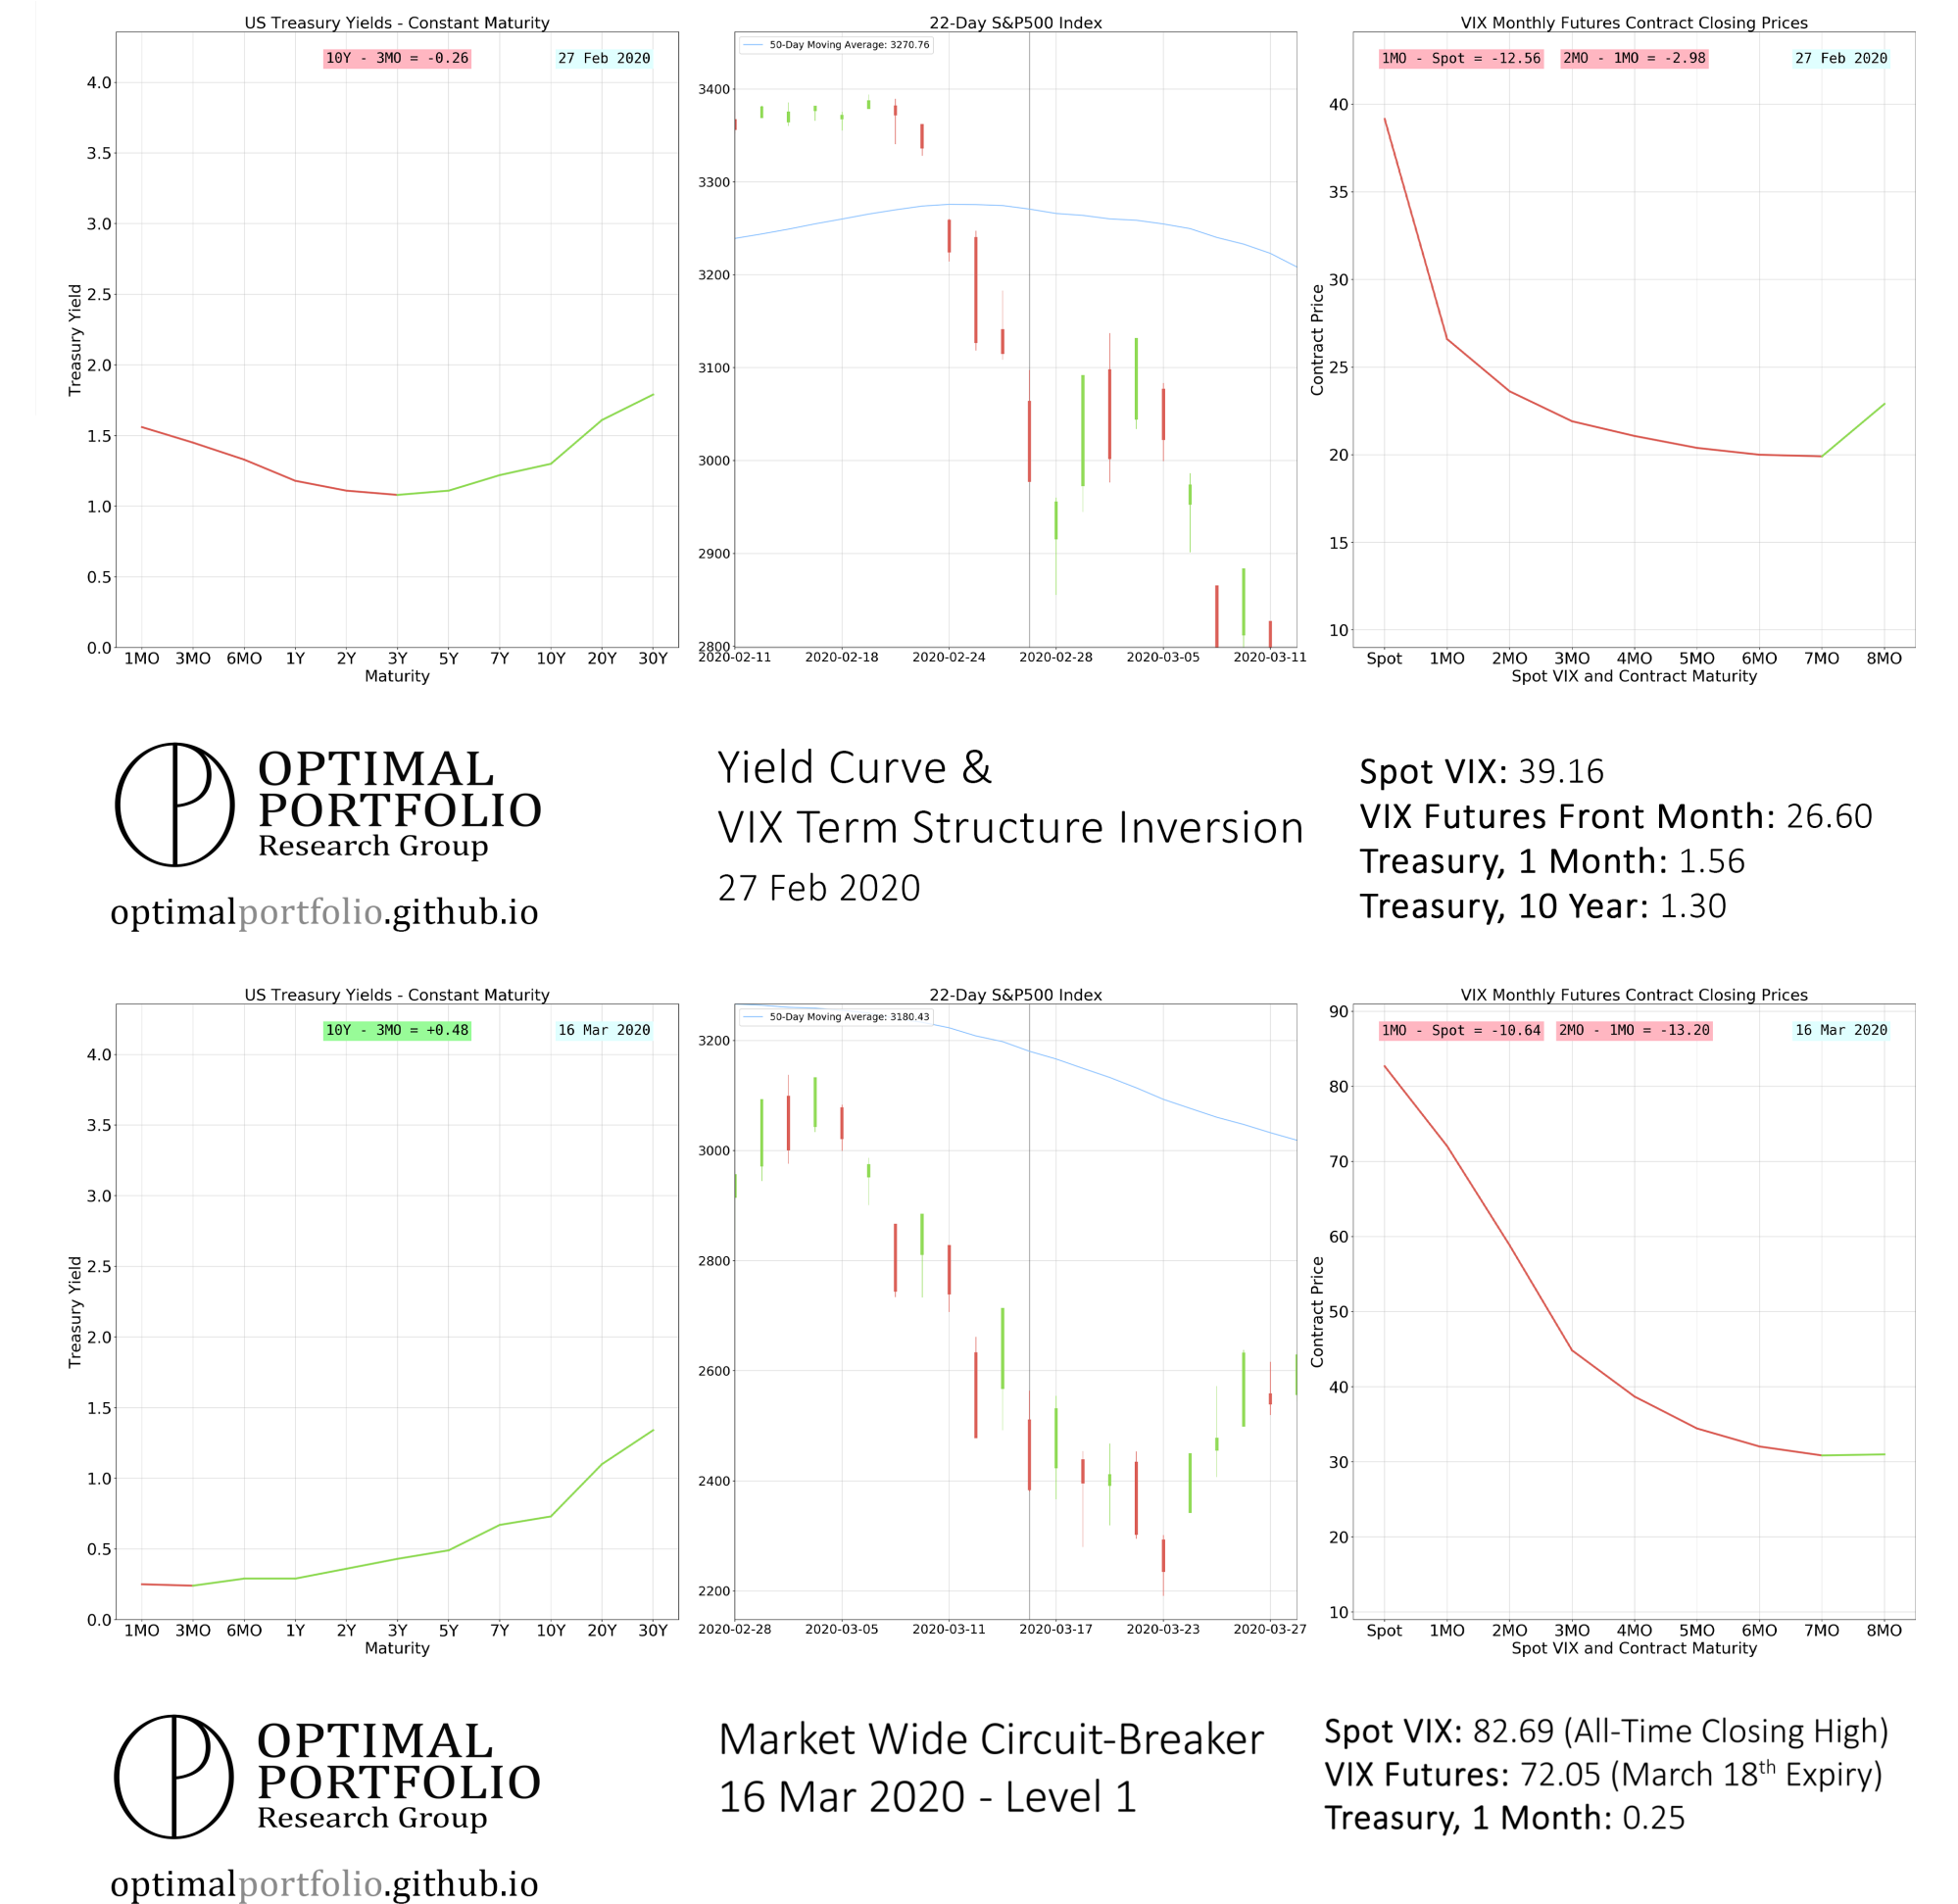 US Treasury Yields - Constant Maturity
10Y - 3MO = -0.26
27 Feb 2020
4.0
3.5
3.0
2.5
2.0
1.5
1.0
0.5
0.0
Treasury Yield
1MO 3MO 6MO 1Y 2Y 3Y 5Y 7Y 10Y 20Y 30Y
Maturity
22-Day S&P500 Index
50-Day Moving Average: 3270.76
3400
3300
3200
3100
3000
2900
2800
2020-02-11 2020-02-18 2020-02-24 2020-02-28 2020-03-05 2020-03-11
VIX Monthly Futures Contract Closing Prices
1MO - Spot = -12.56
2MO - 1MO = -2.98
27 Feb 2020
40
35
30
25
20
15
10
Contract Price
Spot 1MO 2MO 3MO 4MO 5MO 6MO 7MO 8MO
Spot VIX and Contract Maturity
OPTIMAL
PORTFOLIO
Research Group
optimalportfolio.github.io
Yield Curve &
VIX Term Structure Inversion
27 Feb 2020
Spot VIX: 39.16
VIX Futures Front Month: 26.60
Treasury, 1 Month: 1.56
Treasury, 10 Year: 1.30
US Treasury Yields - Constant Maturity
10Y - 3MO = +0.48
16 Mar 2020
4.0
3.5
3.0
2.5
2.0
1.5
1.0
0.5
0.0
Treasury Yield
1MO 3MO 6MO 1Y 2Y 3Y 5Y 7Y 10Y 20Y 30Y
Maturity
22-Day S&P500 Index
50-Day Moving Average: 3180.43
3200
3000
2800
2600
2400
2200
2020-02-28 2020-03-05 2020-03-11 2020-03-17 2020-03-23 2020-03-27
VIX Monthly Futures Contract Closing Prices
1MO - Spot = -10.64
2MO - 1MO = -13.20
16 Mar 2020
90
80
70
60
50
40
30
20
10
Contract Price
Spot 1MO 2MO 3MO 4MO 5MO 6MO 7MO 8MO
Spot VIX and Contract Maturity
OPTIMAL
PORTFOLIO
Research Group
optimalportfolio.github.io
Market Wide Circuit-Breaker
16 Mar 2020 - Level 1
Spot VIX: 82.69 (All-Time Closing High)
VIX Futures: 72.05 (March 18th Expiry)
Treasury, 1 Month: 0.25